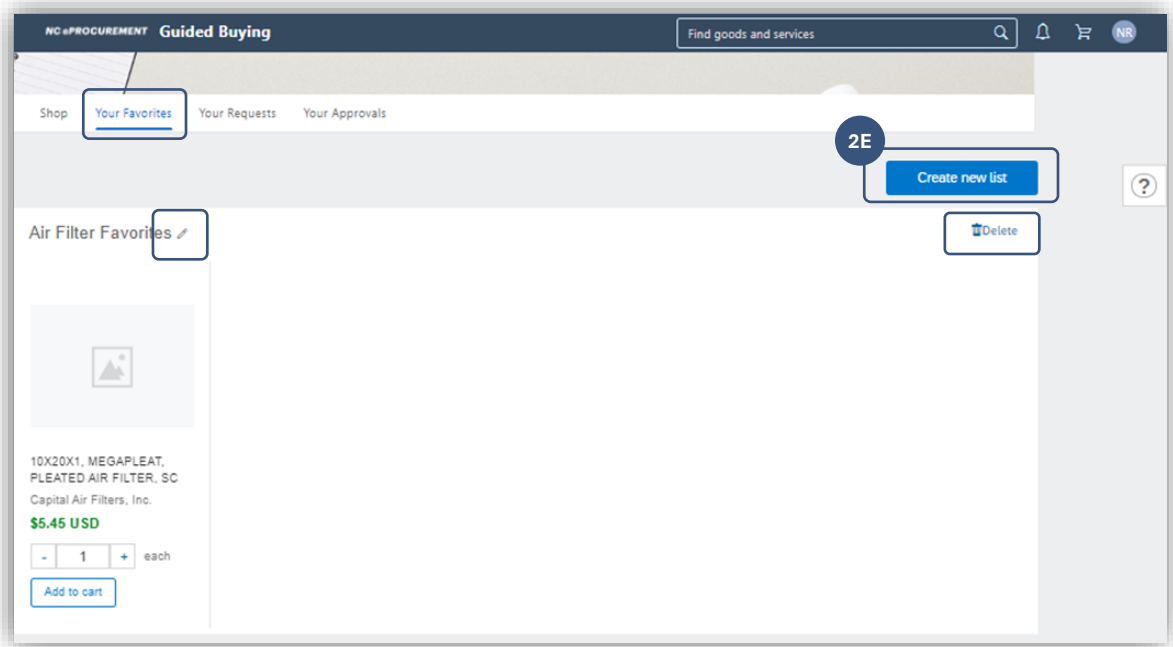 NC ePROCUREMENT Guided Buying
Find goods and services
NR
Shop Your Favorites Your Requests Your Approvals
2E
Create new list
?
Air Filter Favorites
Delete
10X20X1, MEGAPLEAT,
PLEATED AIR FILTER, SC
Capital Air Filters, Inc.
$5.45 USD
- 1 + each
Add to cart